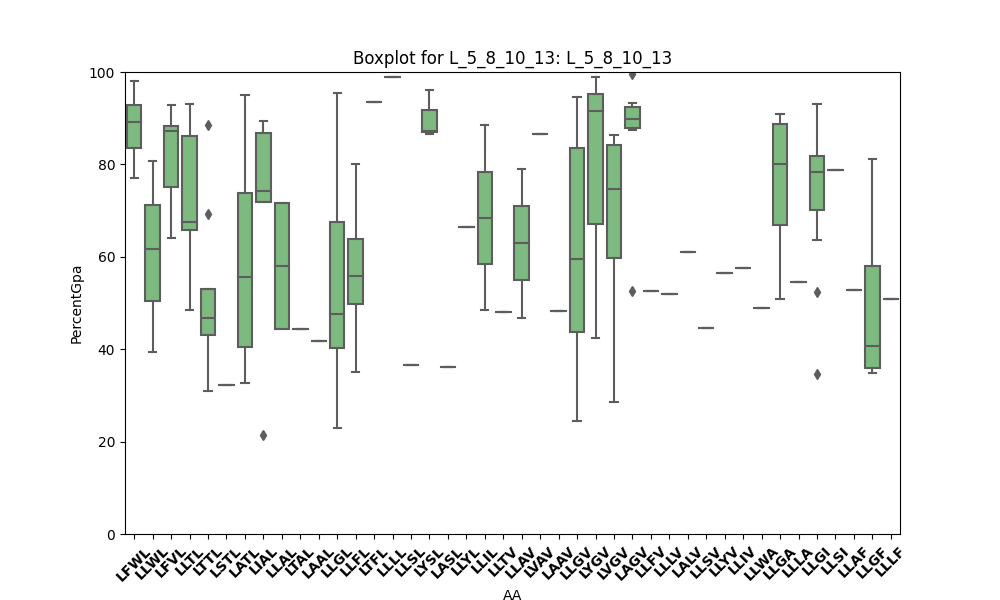 Boxplot for L_5_8_10_13: L_5_8_10_13
PercentGpa
100
80
60
40
20
0
LFWL
LLWL
LFVL
LLTL
LTTL
LSTL
LATL
LIAL
LLAL
LTAL
LAAL
LLGL
LLFL
LTFL
LLLL
LLSL
LYSL
LASL
LLYL
LLIL
LLTV
LLAV
LVAV
LAAV
LLGV
LYGV
LVGV
LAGV
LLFV
LLLV
LALV
LLSV
LLYV
LLIV
LLWA
LLGA
LLLA
LLGI
LLSI
LLAF
LLGF
LLLF
AA